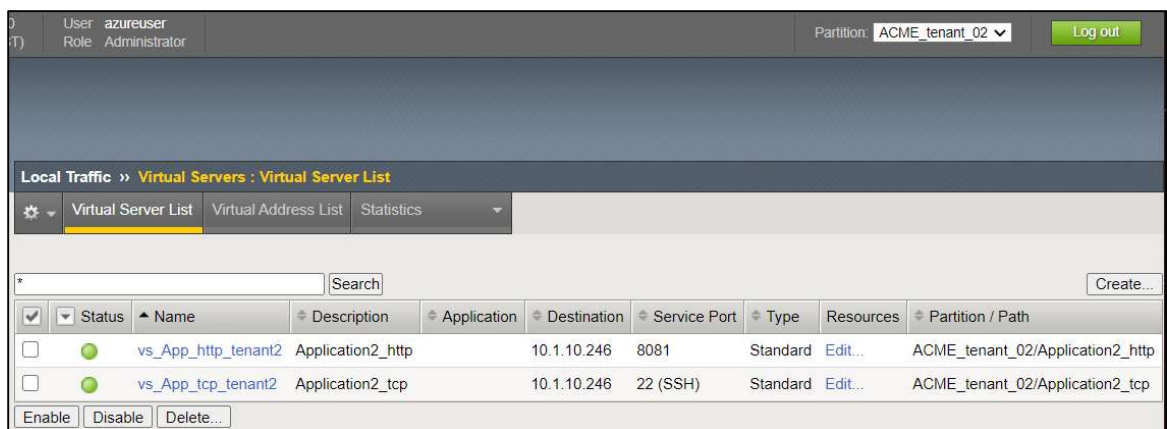 User azureuser
Role Administrator
Partition: ACME_tenant_02
Log out
Local Traffic ›› Virtual Servers : Virtual Server List
Virtual Server List Virtual Address List Statistics
* Search Create...
Status Name Description Application Destination Service Port Type Resources Partition / Path
vs_App_http_tenant2 Application2_http 10.1.10.246 8081 Standard Edit... ACME_tenant_02/Application2_http
vs_App_tcp_tenant2 Application2_tcp 10.1.10.246 22 (SSH) Standard Edit... ACME_tenant_02/Application2_tcp
Enable Disable Delete...